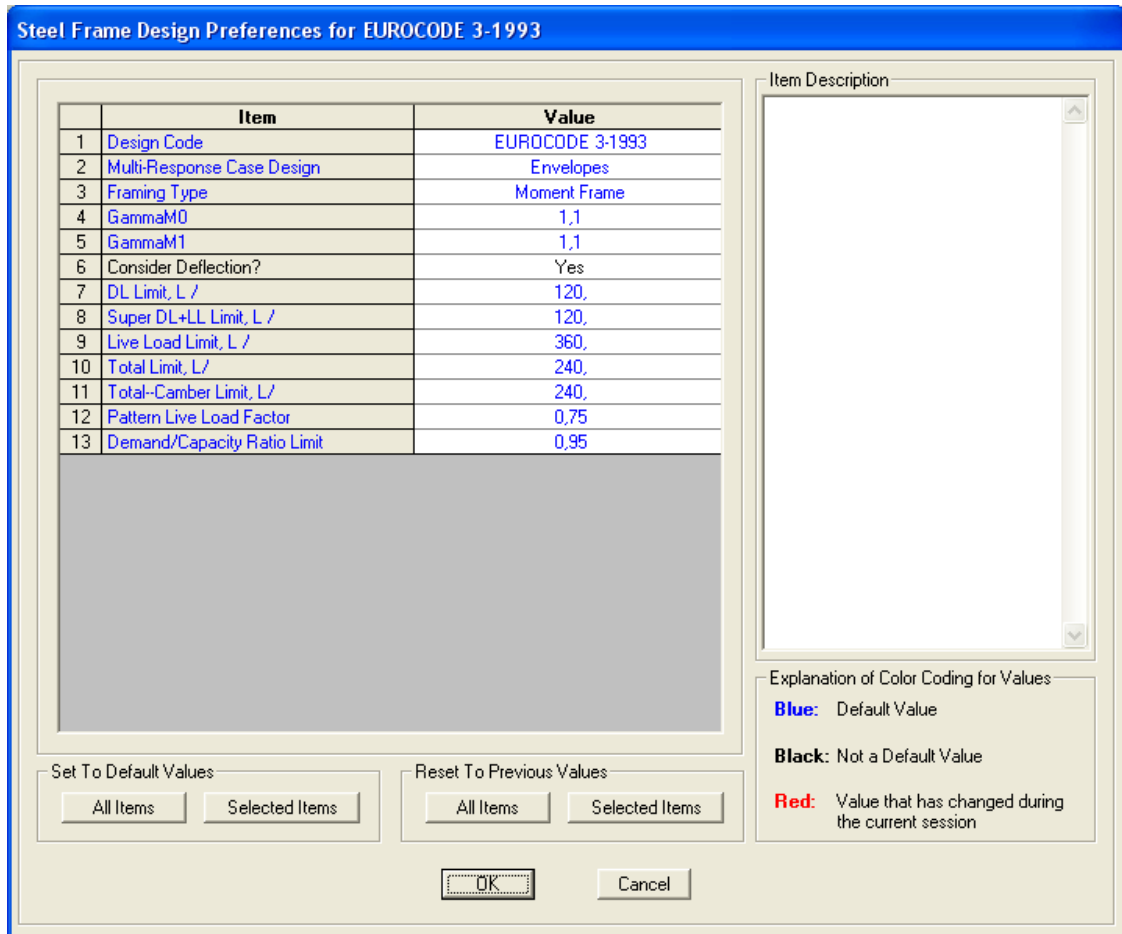 Steel Frame Design Preferences for EUROCODE 3-1993
Item Value
1 Design Code EUROCODE 3-1993
2 Multi-Response Case Design Envelopes
3 Framing Type Moment Frame
4 GammaM0 1,1
5 GammaM1 1,1
6 Consider Deflection? Yes
7 DL Limit, L / 120,
8 Super DL+LL Limit, L / 120,
9 Live Load Limit, L / 360,
10 Total Limit, L/ 240,
11 Total--Camber Limit, L/ 240,
12 Pattern Live Load Factor 0,75
13 Demand/Capacity Ratio Limit 0,95
Item Description
Explanation of Color Coding for Values
Blue: Default Value
Black: Not a Default Value
Red: Value that has changed during
the current session
Set To Default Values
All Items Selected Items
Reset To Previous Values
All Items Selected Items
OK Cancel